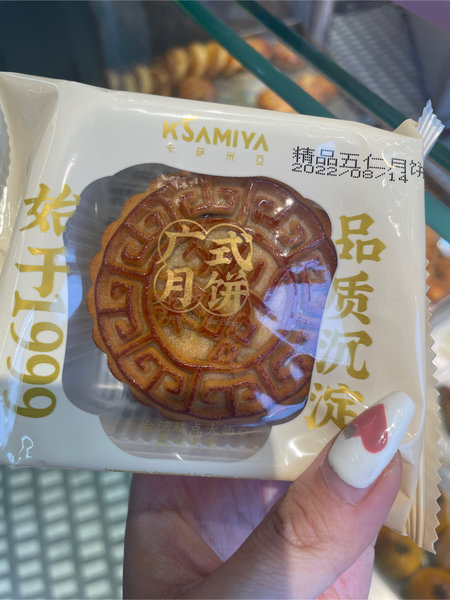 KSAMIYA
卡萨米亚
精品五仁月饼
2022/08/14
始于1999
广式
月饼
品质沉淀